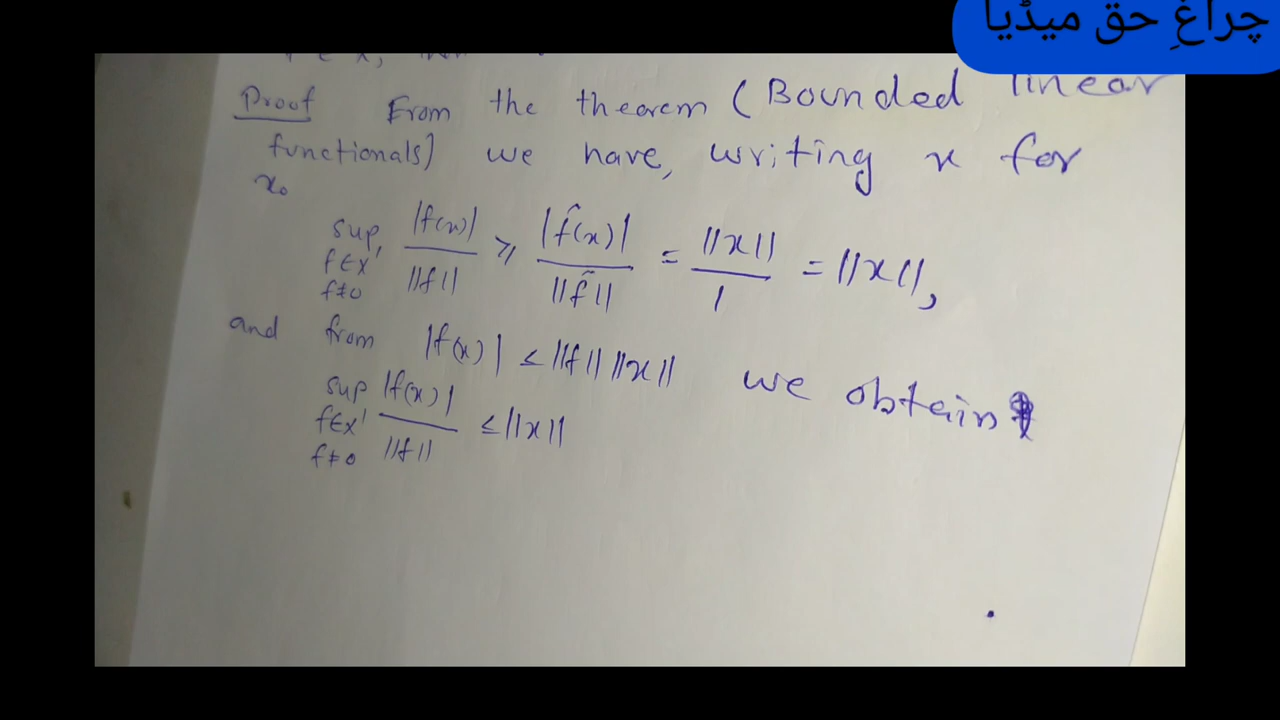 چراغِ حق میڈیا
Proof From the theorem (Bounded linear
functionals) we have, writing x for
x₀
sup |f(x)| ≥ |f̃(x)| = ||x|| = ||x||,
f∈X' ||f|| ||f̃|| 1
f≠0
and from |f(x)| ≤ ||f|| ||x|| we obtain
sup |f(x)| ≤ ||x||
f∈X' ||f||
f≠0